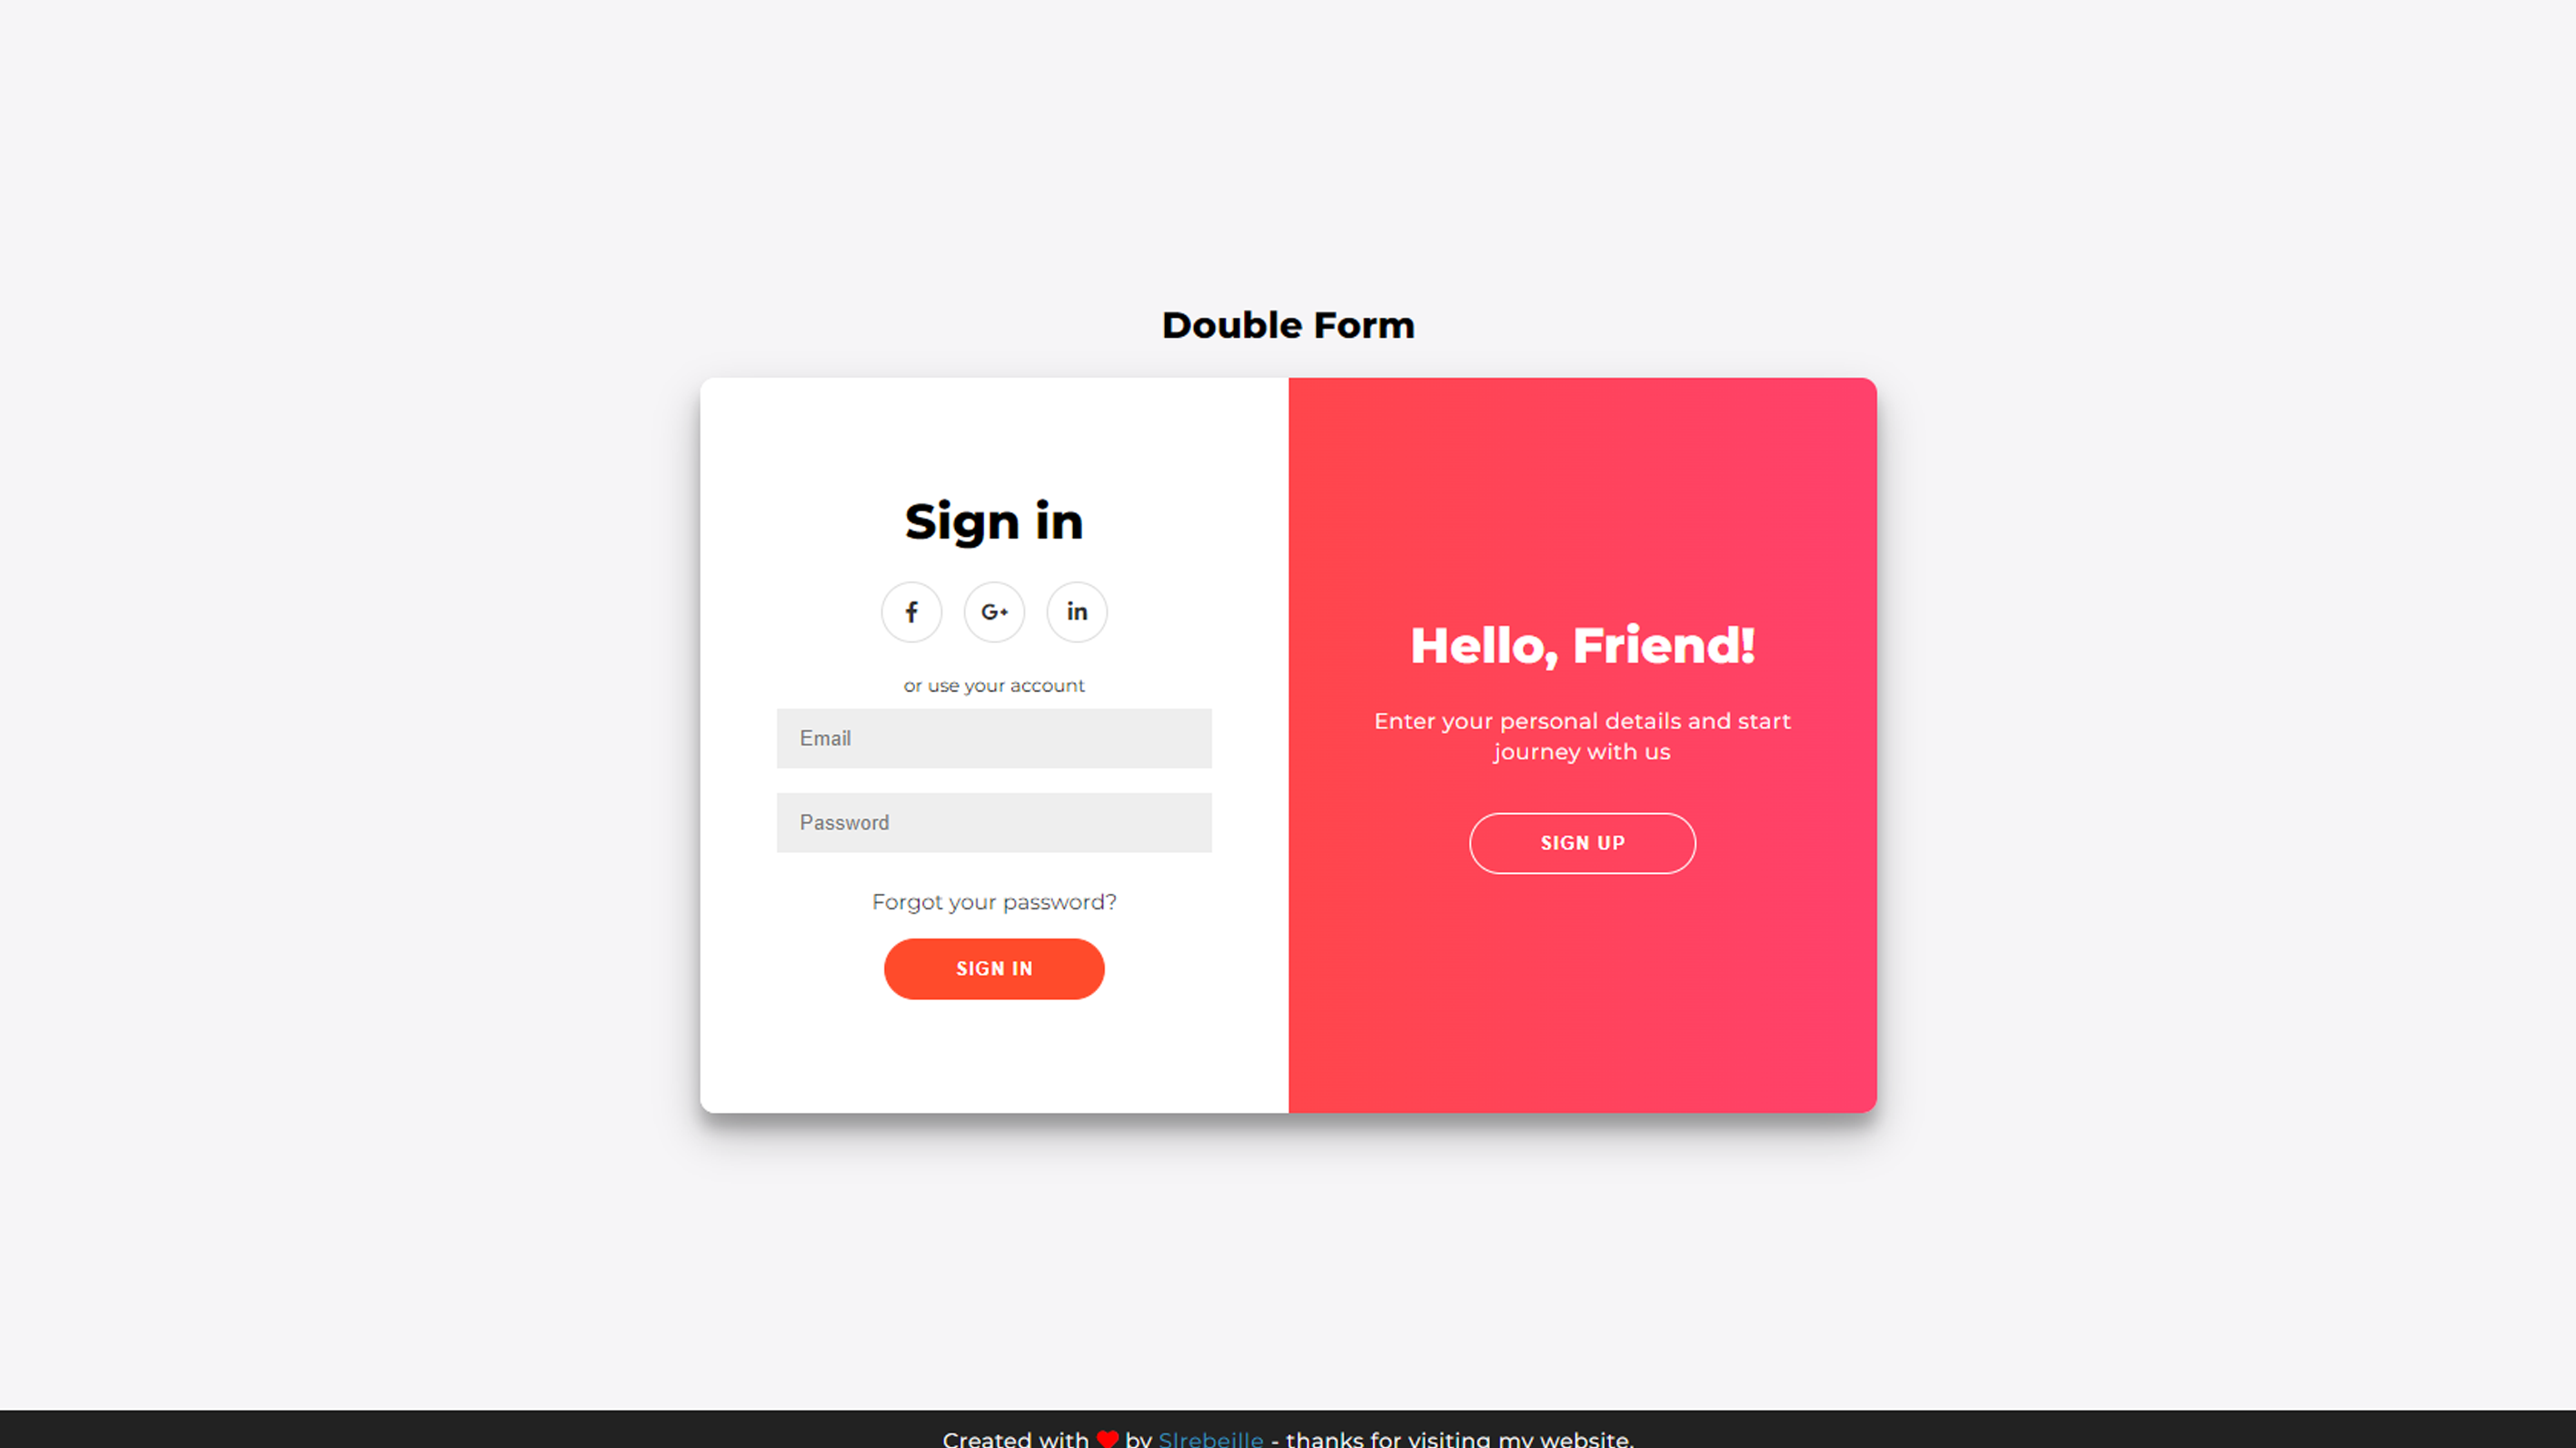 Double Form
Sign in
f
G+
in
or use your account
Email
Password
Forgot your password?
SIGN IN
Hello, Friend!
Enter your personal details and start
journey with us
SIGN UP
Created with ❤ by Slrebeille - thanks for visiting my website.